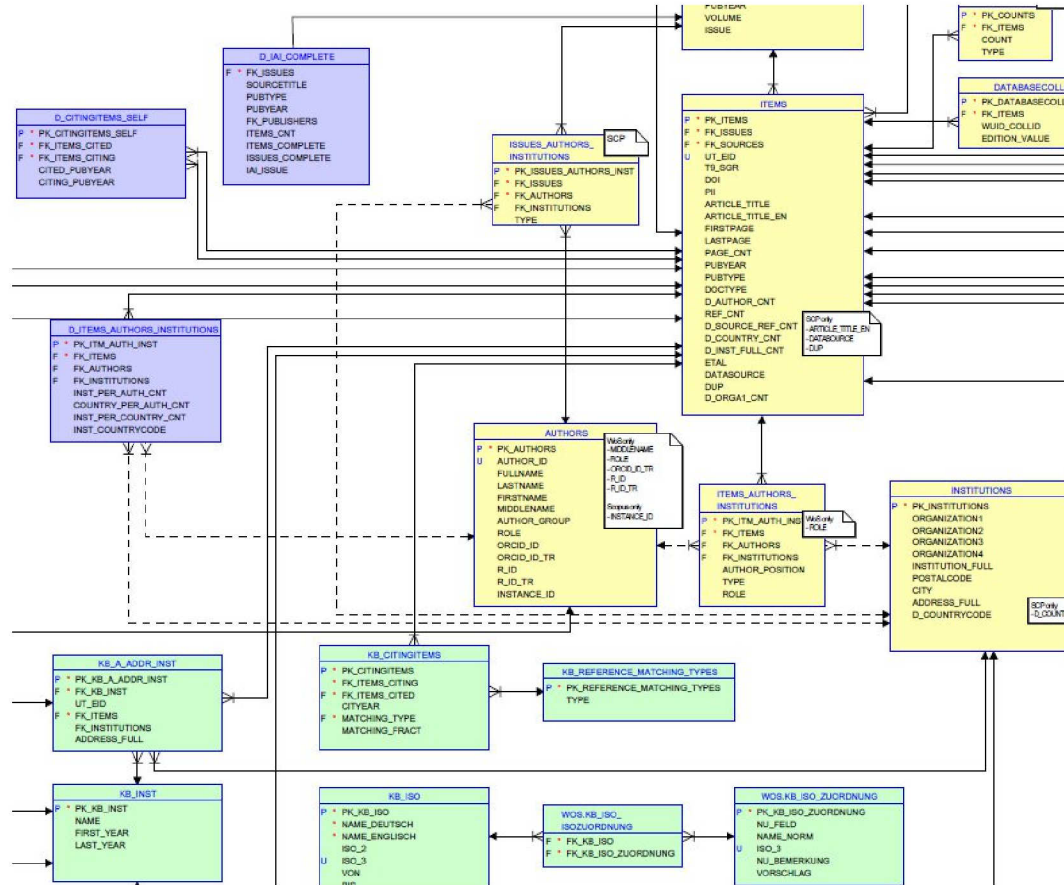 PUBYEAR
VOLUME
ISSUE
P * PK_COUNTS
F * FK_ITEMS
COUNT
TYPE
D_IAI_COMPLETE
F * FK_ISSUES
SOURCETITLE
PUBTYPE
PUBYEAR
FK_PUBLISHERS
ITEMS_CNT
ITEMS_COMPLETE
ISSUES_COMPLETE
IAI_ISSUE
D_CITINGITEMS_SELF
P * PK_CITINGITEMS_SELF
F * FK_ITEMS_CITED
F * FK_ITEMS_CITING
CITED_PUBYEAR
CITING_PUBYEAR
ISSUES_AUTHORS_
INSTITUTIONS
SCP
P * PK_ISSUES_AUTHORS_INST
F * FK_ISSUES
F * FK_AUTHORS
F FK_INSTITUTIONS
TYPE
ITEMS
P * PK_ITEMS
F * FK_ISSUES
F * FK_SOURCES
U UT_EID
T9_SGR
DOI
PII
ARTICLE_TITLE
ARTICLE_TITLE_EN
FIRSTPAGE
LASTPAGE
PAGE_CNT
PUBYEAR
PUBTYPE
DOCTYPE
D_AUTHOR_CNT
REF_CNT
D_SOURCE_REF_CNT
D_COUNTRY_CNT
D_INST_FULL_CNT
ETAL
DATASOURCE
DUP
D_ORGA1_CNT
SCP only
-ARTICLE_TITLE_EN
-DATASOURCE
-DUP
DATABASECOLL
P * PK_DATABASECOLL
F * FK_ITEMS
WUID_COLLID
EDITION_VALUE
D_ITEMS_AUTHORS_INSTITUTIONS
P * PK_ITM_AUTH_INST
F * FK_ITEMS
F FK_AUTHORS
F FK_INSTITUTIONS
INST_PER_AUTH_CNT
COUNTRY_PER_AUTH_CNT
INST_PER_COUNTRY_CNT
INST_COUNTRYCODE
AUTHORS
P * PK_AUTHORS
U AUTHOR_ID
FULLNAME
LASTNAME
FIRSTNAME
MIDDLENAME
AUTHOR_GROUP
ROLE
ORCID_ID
ORCID_ID_TR
R_ID
R_ID_TR
INSTANCE_ID
WoS only
-MIDDLENAME
-ROLE
-ORCID_ID_TR
-R_ID
-R_ID_TR
Scopus only
-INSTANCE_ID
ITEMS_AUTHORS_
INSTITUTIONS
P * PK_ITM_AUTH_INS
F * FK_ITEMS
F FK_AUTHORS
F FK_INSTITUTIONS
AUTHOR_POSITION
TYPE
ROLE
WoS only
-ROLE
INSTITUTIONS
P * PK_INSTITUTIONS
ORGANIZATION1
ORGANIZATION2
ORGANIZATION3
ORGANIZATION4
INSTITUTION_FULL
POSTALCODE
CITY
ADDRESS_FULL
D_COUNTRYCODE
SCP only
-D_COUNT
KB_A_ADDR_INST
P * PK_KB_A_ADDR_INST
F * FK_KB_INST
UT_EID
F * FK_ITEMS
FK_INSTITUTIONS
ADDRESS_FULL
KB_CITINGITEMS
P * PK_CITINGITEMS
* FK_ITEMS_CITING
F * FK_ITEMS_CITED
CITYEAR
F * MATCHING_TYPE
MATCHING_FRACT
KB_REFERENCE_MATCHING_TYPES
P * PK_REFERENCE_MATCHING_TYPES
TYPE
KB_INST
P * PK_KB_INST
NAME
FIRST_YEAR
LAST_YEAR
KB_ISO
P * PK_KB_ISO
* NAME_DEUTSCH
* NAME_ENGLISCH
ISO_2
U ISO_3
VON
BIS
WOS.KB_ISO_
ISOZUORDNUNG
F * FK_KB_ISO
F * FK_KB_ISO_ZUORDNUNG
WOS.KB_ISO_ZUORDNUNG
P * PK_KB_ISO_ZUORDNUNG
NU_FELD
NAME_NORM
U ISO_3
NU_BEMERKUNG
VORSCHLAG